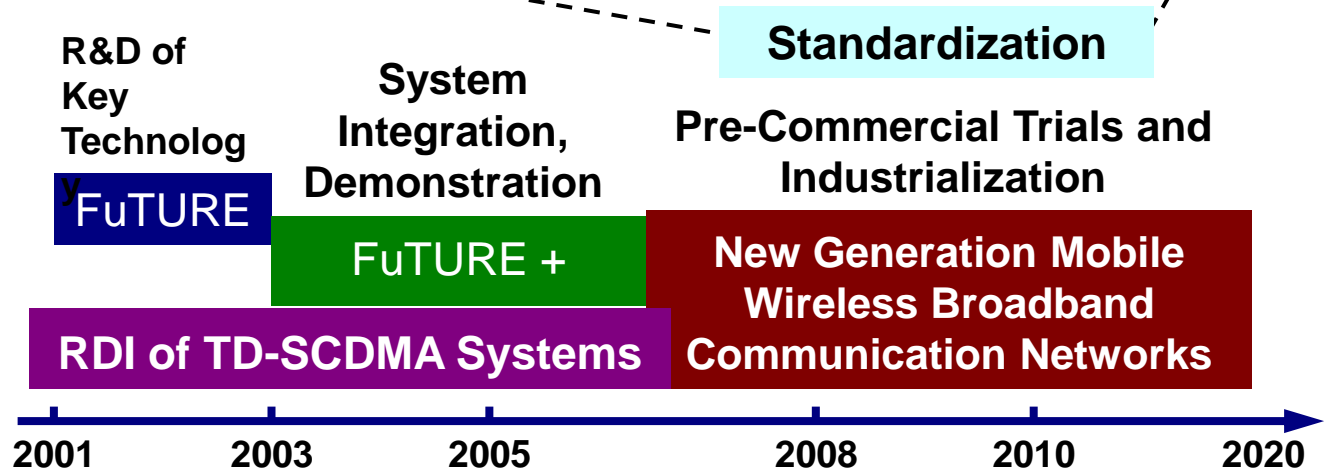 Standardization
R&D of
Key
Technolog
y
System
Integration,
Demonstration
Pre-Commercial Trials and
Industrialization
FuTURE
FuTURE +
New Generation Mobile
Wireless Broadband
Communication Networks
RDI of TD-SCDMA Systems
2001 2003 2005 2008 2010 2020